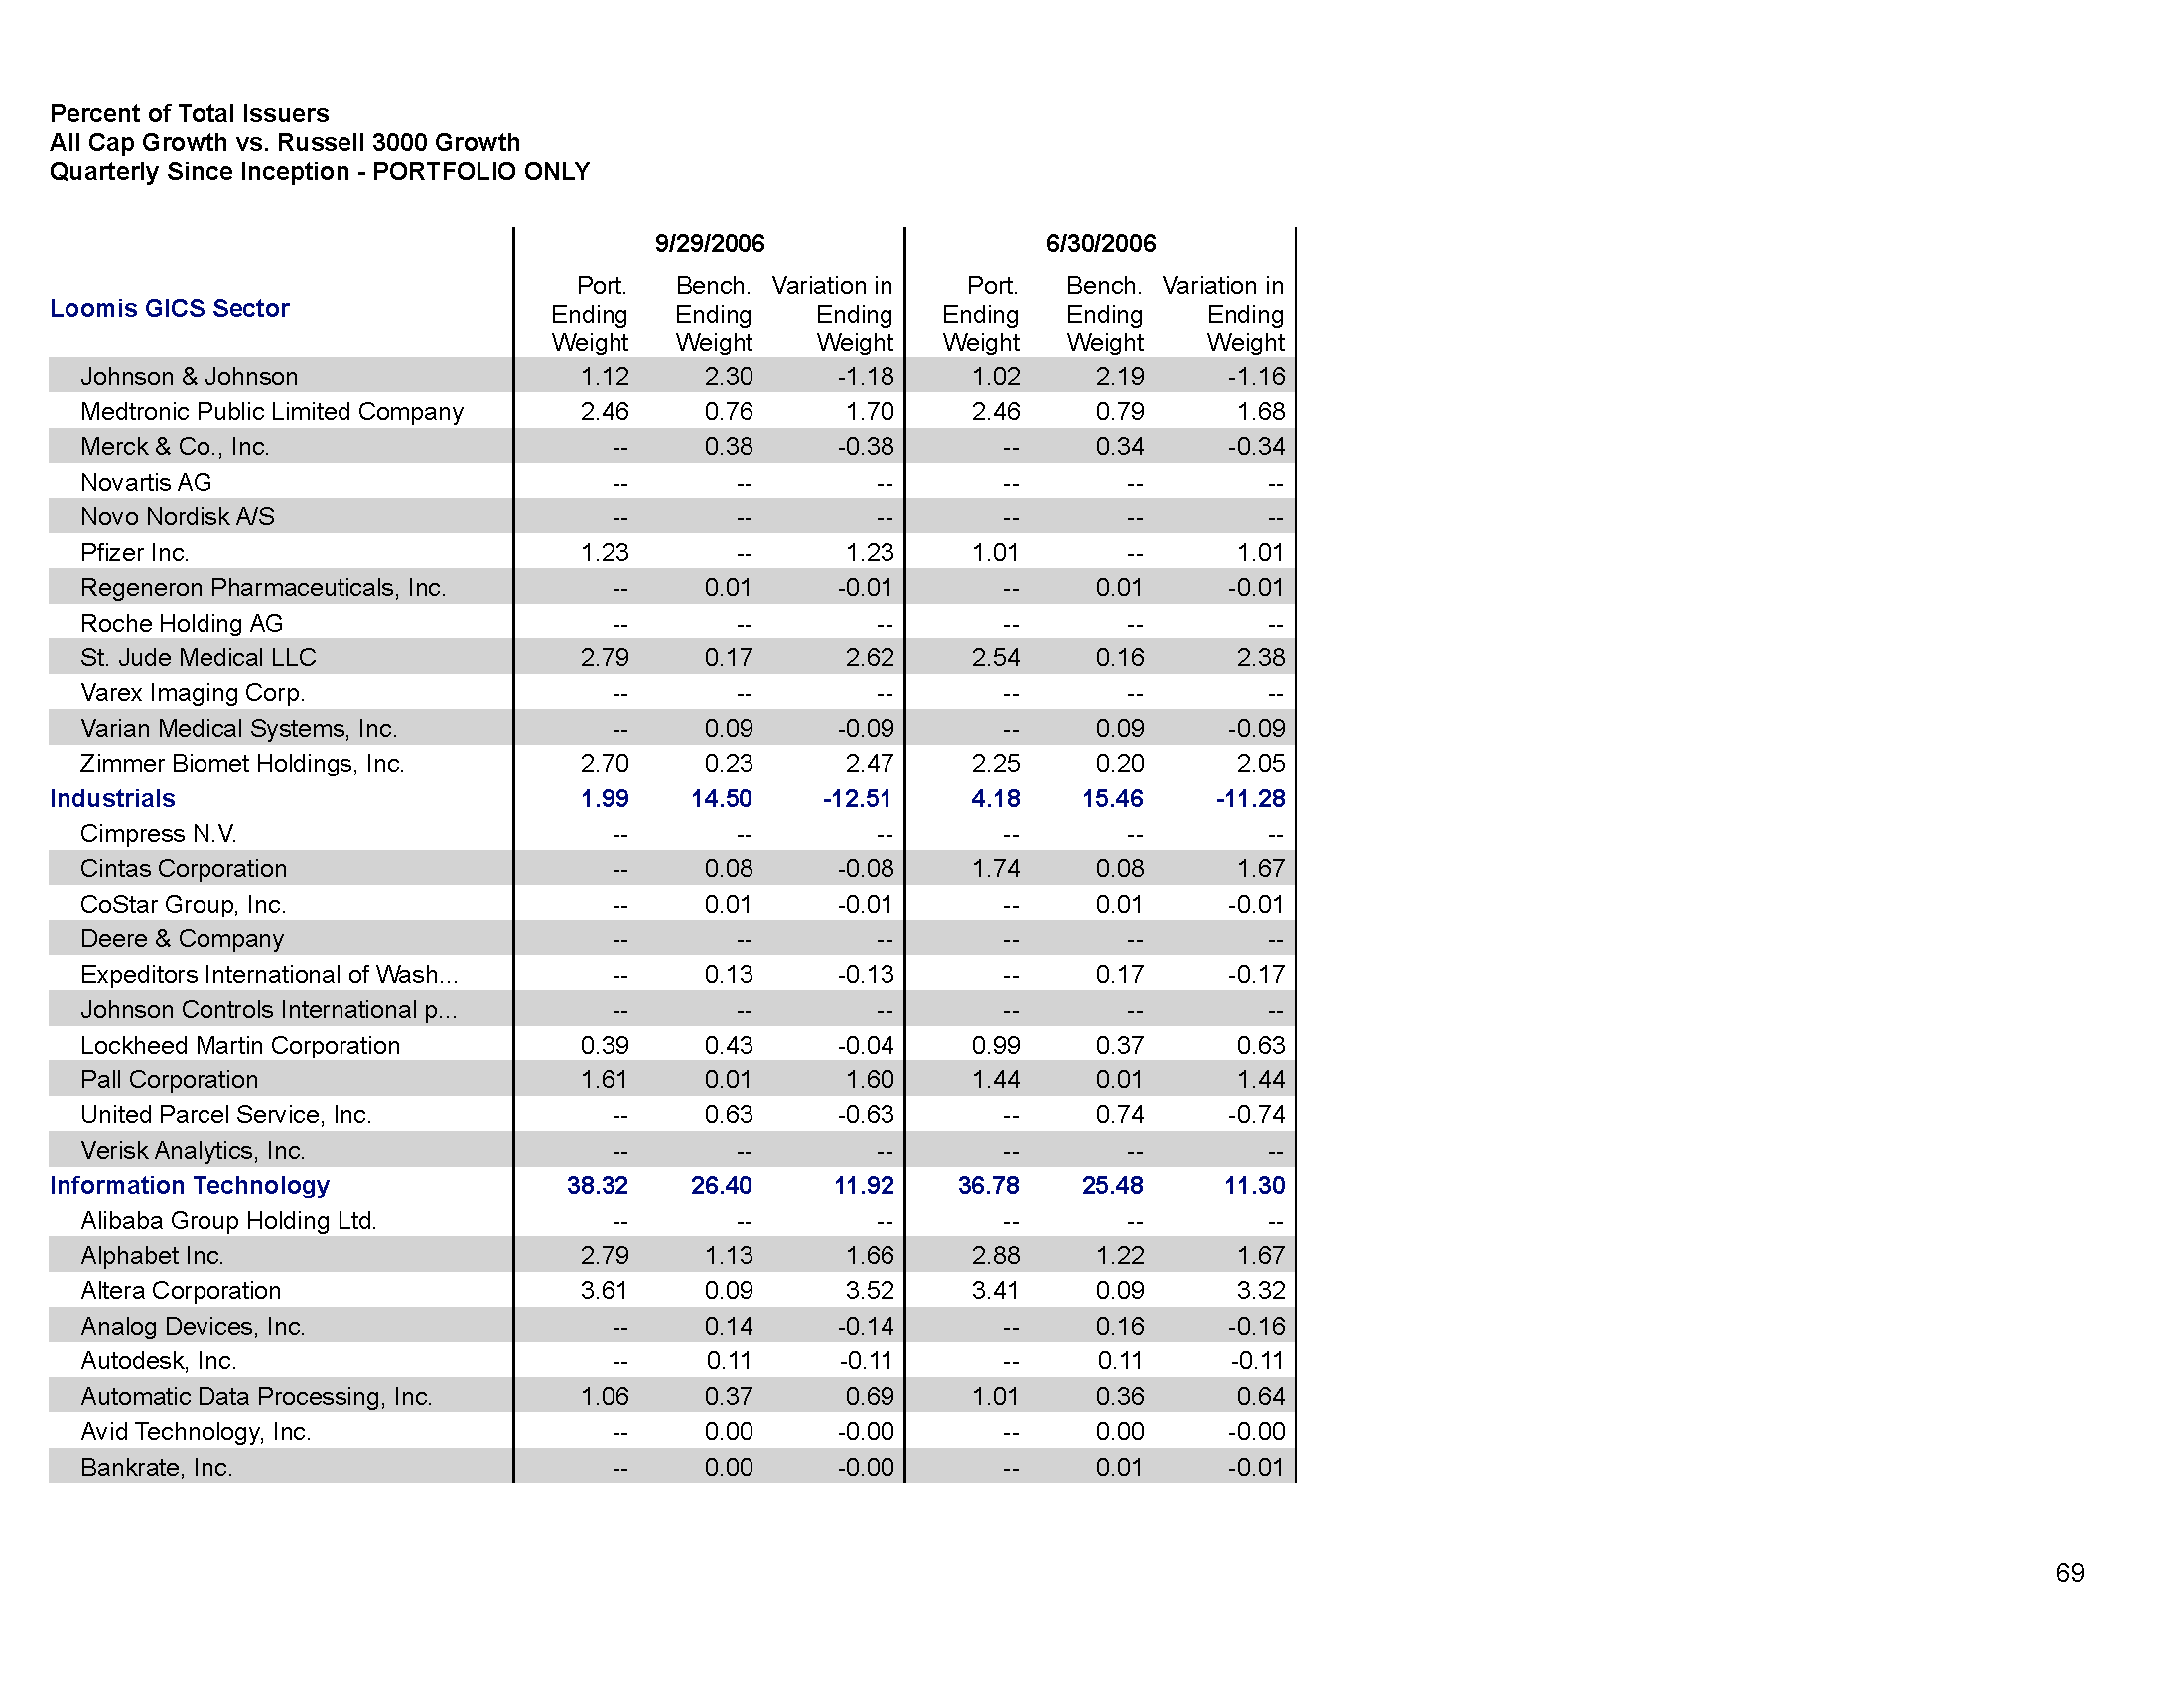 Percent of Total Issuers
All Cap Growth vs. Russell 3000 Growth
Quarterly Since Inception - PORTFOLIO ONLY
9/29/2006 6/30/2006
Loomis GICS Sector
Port. Bench. Variation in Port. Bench. Variation in
Ending Ending Ending Ending Ending Ending
Weight Weight Weight Weight Weight Weight
Johnson & Johnson 1.12 2.30 -1.18 1.02 2.19 -1.16
Medtronic Public Limited Company 2.46 0.76 1.70 2.46 0.79 1.68
Merck & Co., Inc. -- 0.38 -0.38 -- 0.34 -0.34
Novartis AG -- -- -- -- -- --
Novo Nordisk A/S -- -- -- -- -- --
Pfizer Inc. 1.23 -- 1.23 1.01 -- 1.01
Regeneron Pharmaceuticals, Inc. -- 0.01 -0.01 -- 0.01 -0.01
Roche Holding AG -- -- -- -- -- --
St. Jude Medical LLC 2.79 0.17 2.62 2.54 0.16 2.38
Varex Imaging Corp. -- -- -- -- -- --
Varian Medical Systems, Inc. -- 0.09 -0.09 -- 0.09 -0.09
Zimmer Biomet Holdings, Inc. 2.70 0.23 2.47 2.25 0.20 2.05
Industrials 1.99 14.50 -12.51 4.18 15.46 -11.28
Cimpress N.V. -- -- -- -- -- --
Cintas Corporation -- 0.08 -0.08 1.74 0.08 1.67
CoStar Group, Inc. -- 0.01 -0.01 -- 0.01 -0.01
Deere & Company -- -- -- -- -- --
Expeditors International of Wash... -- 0.13 -0.13 -- 0.17 -0.17
Johnson Controls International p... -- -- -- -- -- --
Lockheed Martin Corporation 0.39 0.43 -0.04 0.99 0.37 0.63
Pall Corporation 1.61 0.01 1.60 1.44 0.01 1.44
United Parcel Service, Inc. -- 0.63 -0.63 -- 0.74 -0.74
Verisk Analytics, Inc. -- -- -- -- -- --
Information Technology 38.32 26.40 11.92 36.78 25.48 11.30
Alibaba Group Holding Ltd. -- -- -- -- -- --
Alphabet Inc. 2.79 1.13 1.66 2.88 1.22 1.67
Altera Corporation 3.61 0.09 3.52 3.41 0.09 3.32
Analog Devices, Inc. -- 0.14 -0.14 -- 0.16 -0.16
Autodesk, Inc. -- 0.11 -0.11 -- 0.11 -0.11
Automatic Data Processing, Inc. 1.06 0.37 0.69 1.01 0.36 0.64
Avid Technology, Inc. -- 0.00 -0.00 -- 0.00 -0.00
Bankrate, Inc. -- 0.00 -0.00 -- 0.01 -0.01
69